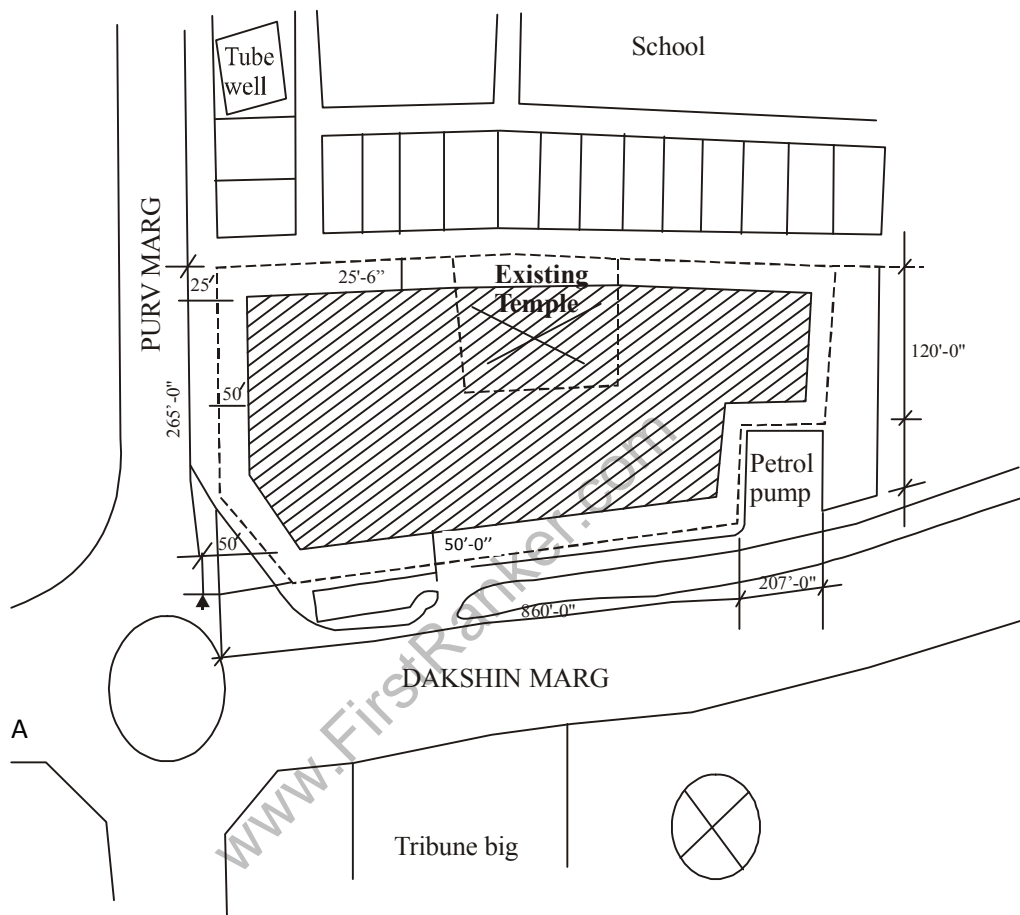 School
Tube
well
PURV MARG
25'
25'-6"
Existing
Temple
120'-0"
50'
265'-0"
Petrol
pump
50'
50'-0"
207'-0"
860'-0"
DAKSHIN MARG
A
Tribune big
www.FirstRanker.com